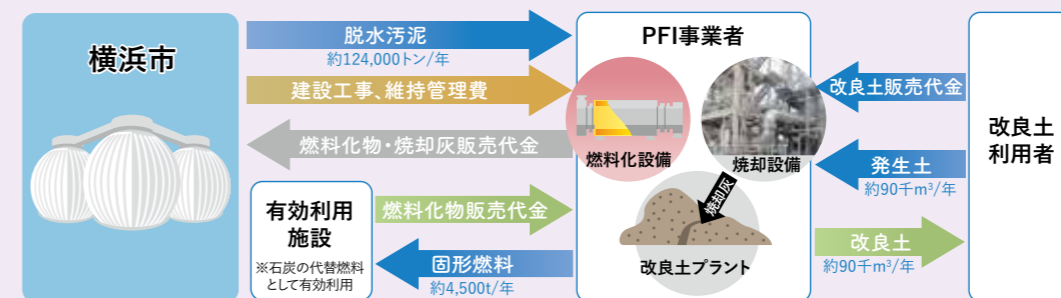 横浜市
脱水汚泥
約124,000トン/年
建設工事、維持管理費
燃料化物・焼却灰販売代金
有効利用
施設
※石炭の代替燃料
として有効利用
燃料化物販売代金
固形燃料
約4,500t/年
PFI事業者
燃料化設備
焼却設備
焼却灰
改良土プラント
改良土販売代金
発生土
約90千m³/年
改良土
約90千m³/年
改良土
利用者